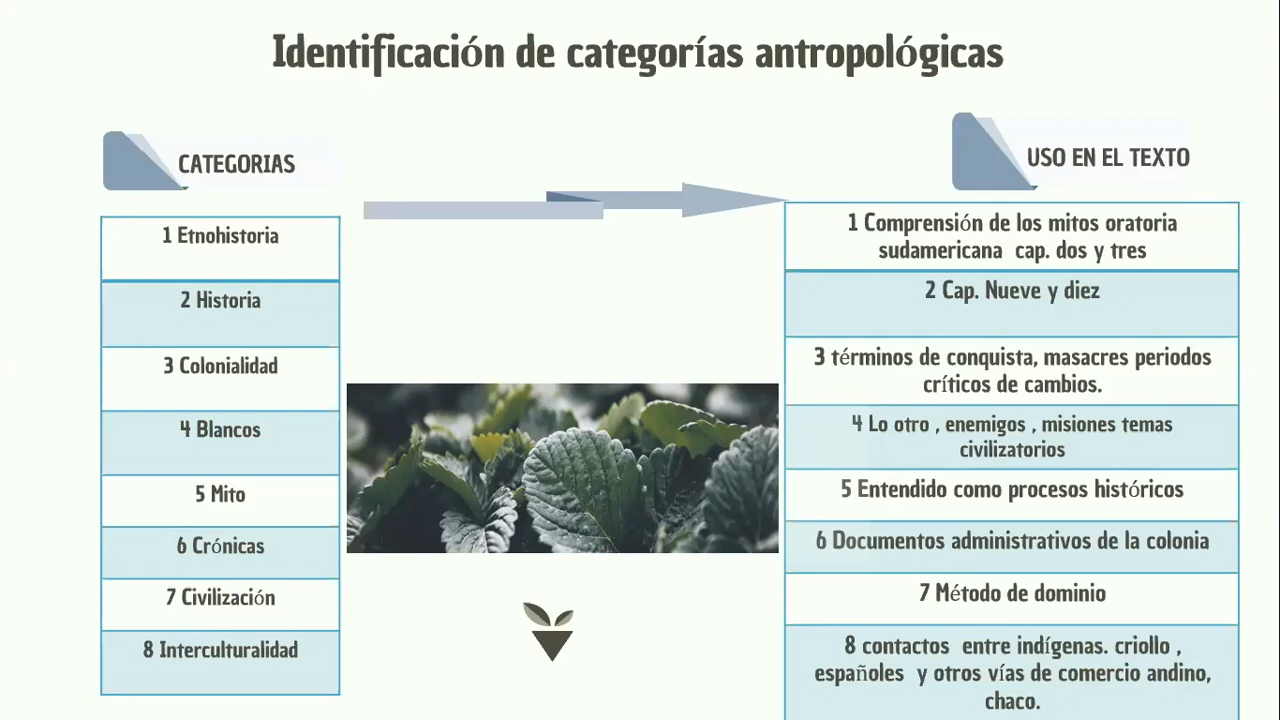 Identificación de categorías antropológicas
CATEGORIAS
1 Etnohistoria
2 Historia
3 Colonialidad
4 Blancos
5 Mito
6 Crónicas
7 Civilización
8 Interculturalidad
USO EN EL TEXTO
1 Comprensión de los mitos oratoria
sudamericana cap. dos y tres
2 Cap. Nueve y diez
3 términos de conquista, masacres periodos
críticos de cambios.
4 Lo otro , enemigos , misiones temas
civilizatorios
5 Entendido como procesos históricos
6 Documentos administrativos de la colonia
7 Método de dominio
8 contactos entre indígenas. criollo ,
españoles y otros vías de comercio andino,
chaco.